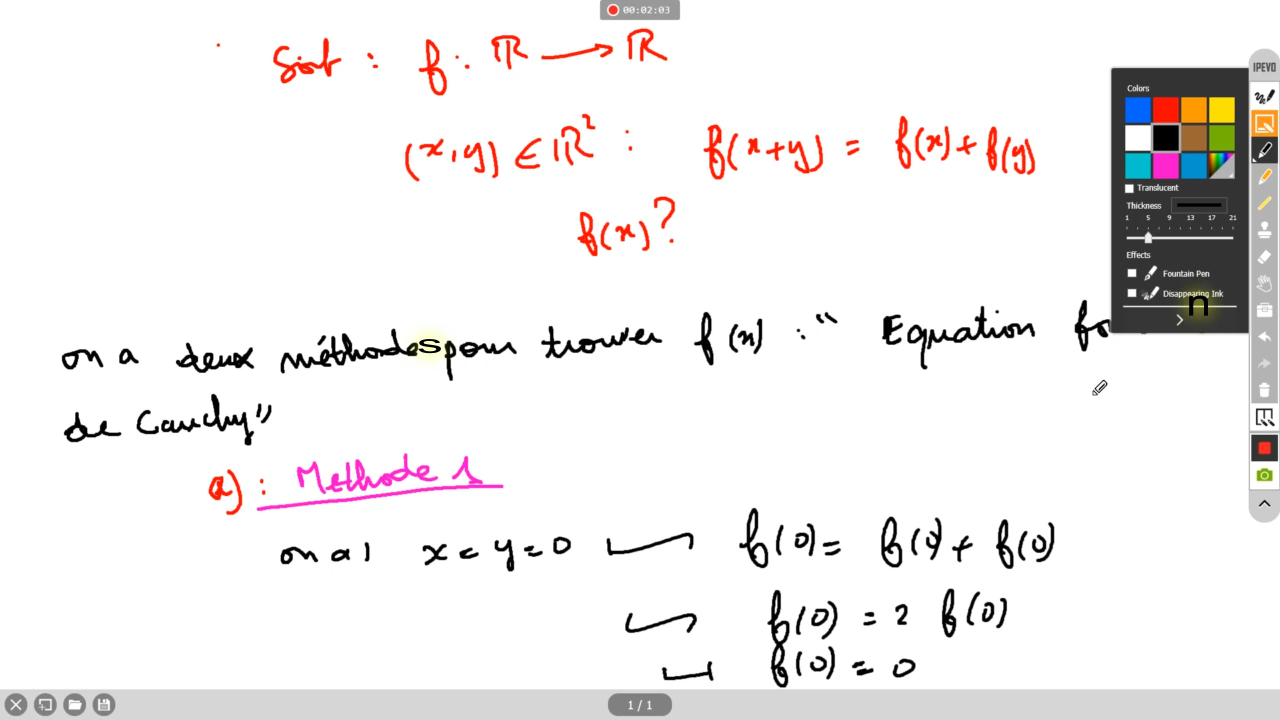 00:02:03
Soit : f : ℝ → ℝ
(x,y) ∈ ℝ² : f(x+y) = f(x)+f(y)
f(x)?
on a deux méthodes pour trouver f(x) : " Equation
de Cauchy"
a) : Methode 1
on a x = y = 0 f(0) = f(0) + f(0)
f(0) = 2 f(0)
f(0) = 0
IPEVO
Colors
Translucent
Thickness
1 5 9 13 17 21
Effects
Fountain Pen
Disappearing Ink
n
1 / 1